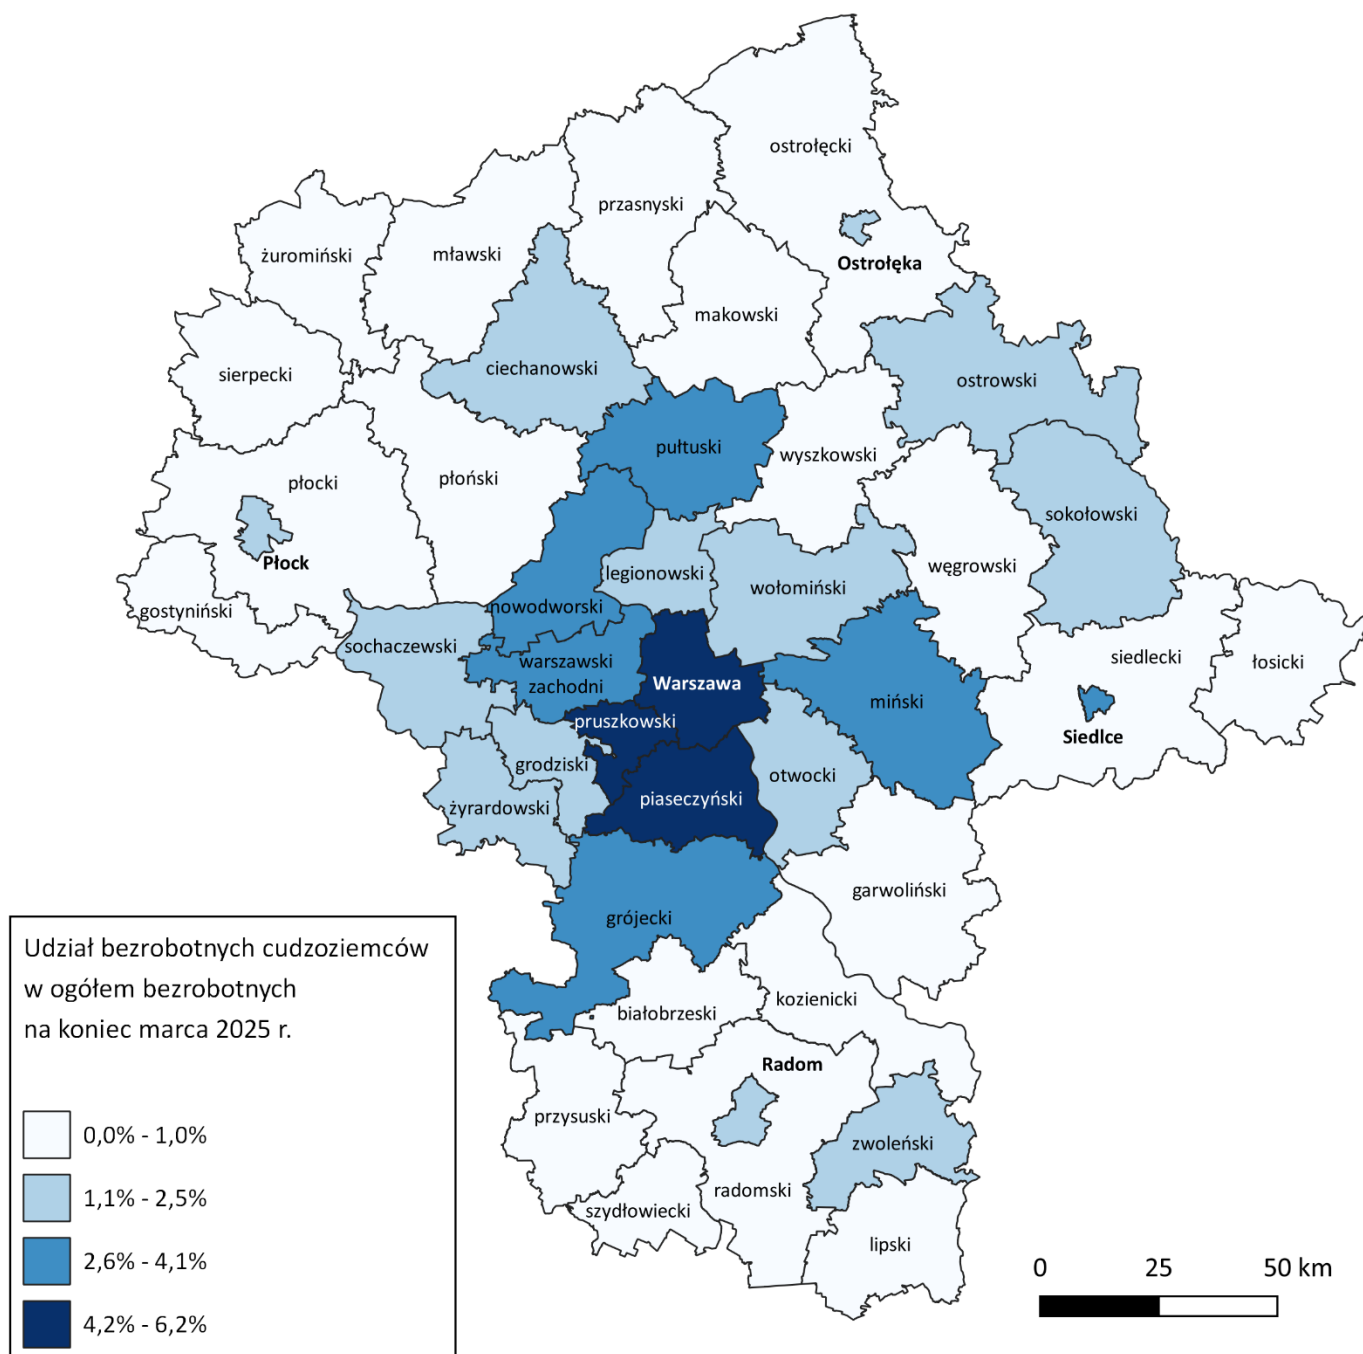 ostrołęcki
przasnyski
Ostrołęka
żuromiński
mławski
makowski
sierpecki
ciechanowski
ostrowski
pułtuski
wyszkowski
płocki
płoński
sokołowski
Płock
legionowski
wołomiński
węgrowski
gostyniński
nowodworski
sochaczewski
warszawski
zachodni
Warszawa
siedlecki
łosicki
miński
pruszkowski
Siedlce
grodziski
otwocki
żyrardowski
piaseczyński
garwoliński
grójecki
kozienicki
białobrzeski
Radom
przysuski
zwoleński
radomski
szydłowiecki
lipski
Udział bezrobotnych cudzoziemców
w ogółem bezrobotnych
na koniec marca 2025 r.
0,0% - 1,0%
1,1% - 2,5%
2,6% - 4,1%
4,2% - 6,2%
0 25 50 km